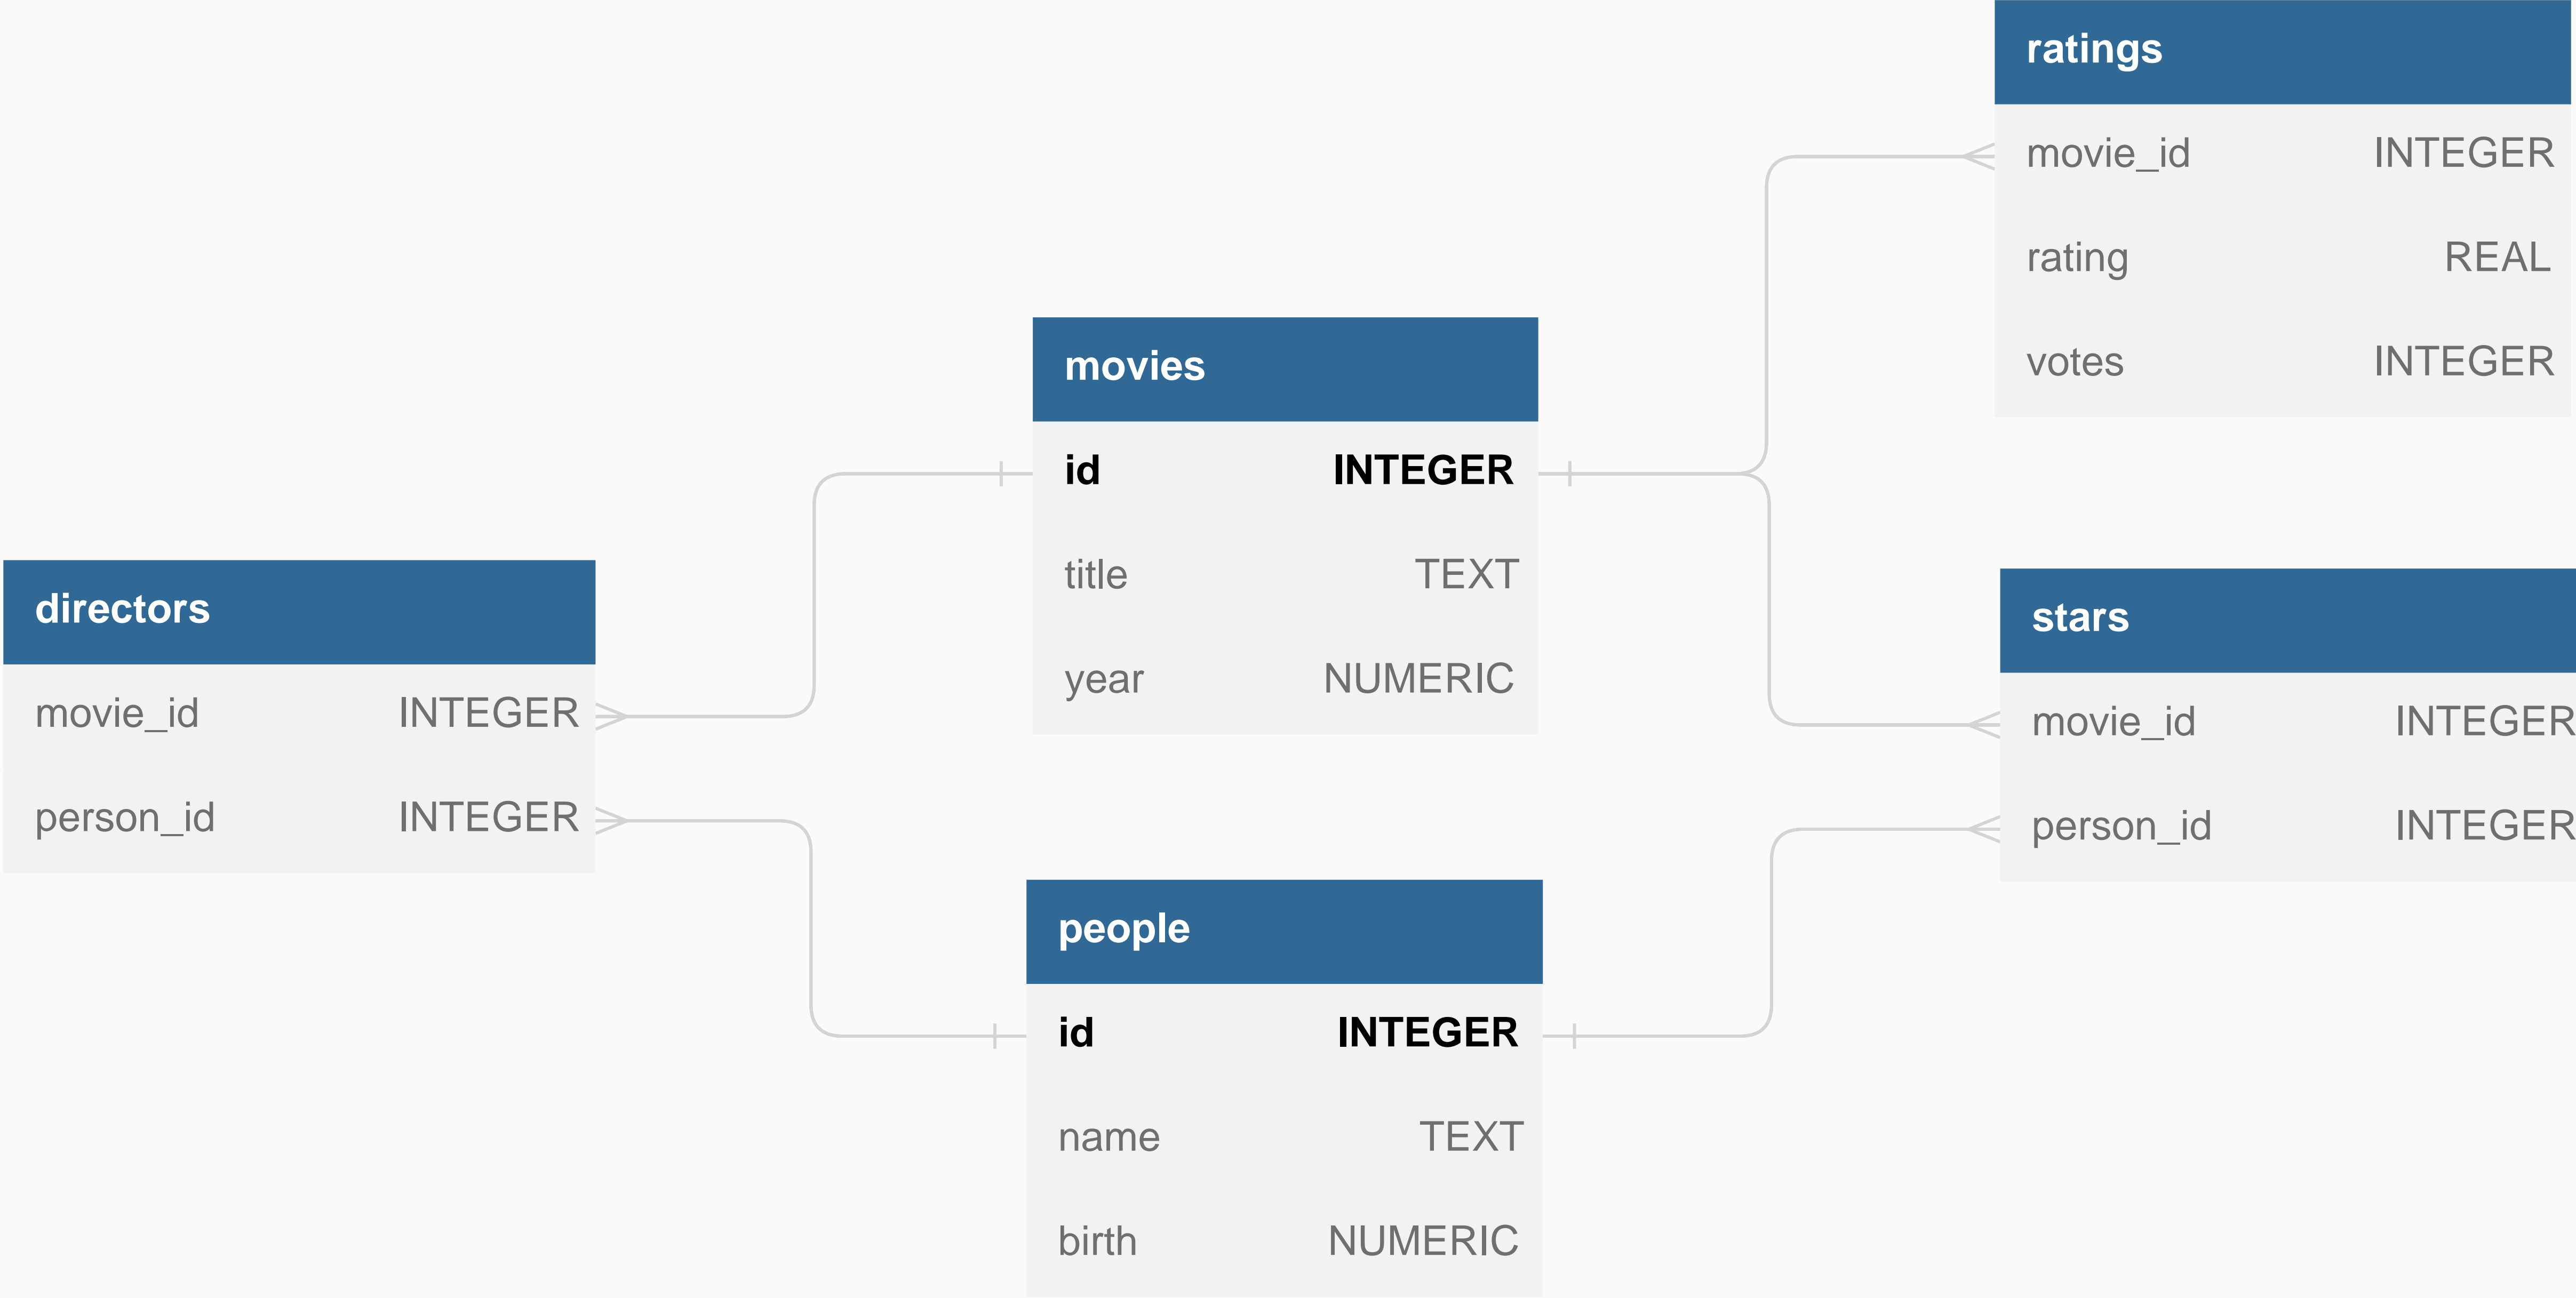 ratings
movie_id INTEGER
rating REAL
votes INTEGER
movies
id INTEGER
title TEXT
year NUMERIC
directors
movie_id INTEGER
person_id INTEGER
stars
movie_id INTEGER
person_id INTEGER
people
id INTEGER
name TEXT
birth NUMERIC